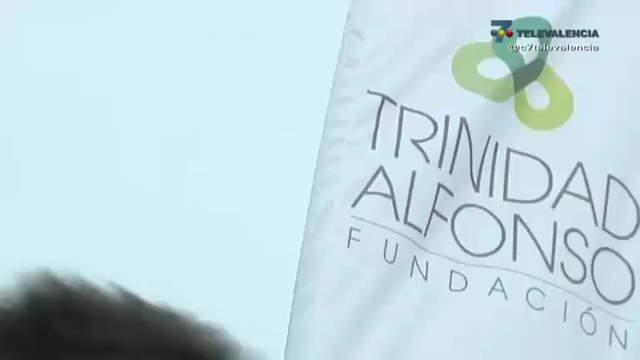 7 TELEVALENCIA
@c7televalencia
TRINIDAD
ALFONSO
FUNDACIÓN